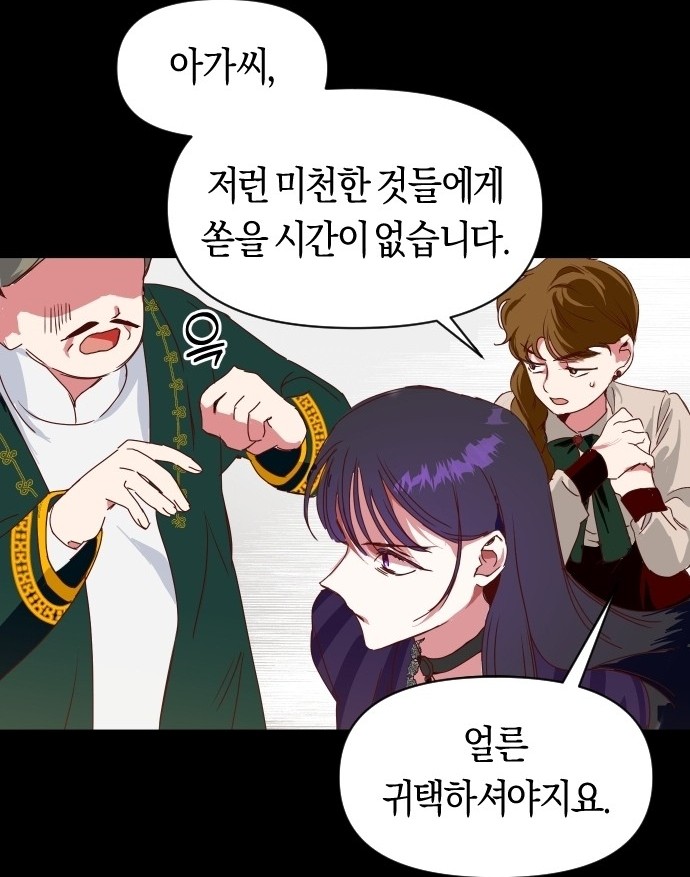 아가씨,
저런 미천한 것들에게
쏟을 시간이 없습니다.
윽
얼른
귀택하셔야지요.